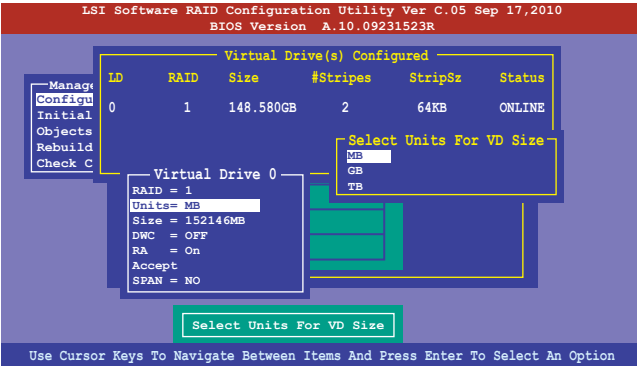 LSI Software RAID Configuration Utility Ver C.05 Sep 17,2010
BIOS Version A.10.09231523R
Virtual Drive(s) Configured
LD RAID Size #Stripes StripSz Status
0 1 148.580GB 2 64KB ONLINE
Manage
Configu
Initial
Objects
Rebuild
Check C
Select Units For VD Size
MB
GB
TB
Virtual Drive 0
RAID = 1
Units= MB
Size = 152146MB
DWC = OFF
RA = On
Accept
SPAN = NO
Select Units For VD Size
Use Cursor Keys To Navigate Between Items And Press Enter To Select An Option